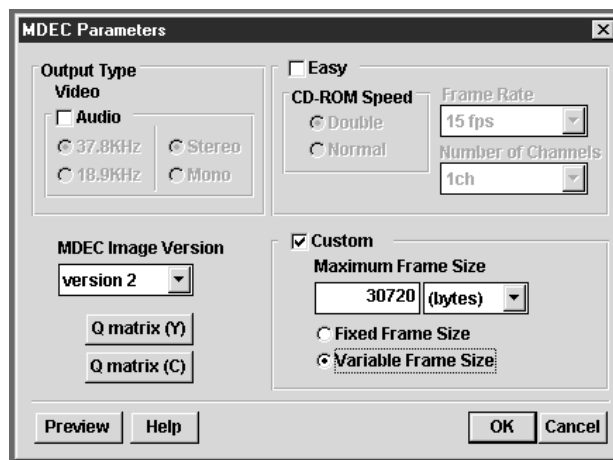 MDEC Parameters
Output Type
Video
Audio
37.8KHz
Stereo
18.9KHz
Mono
Easy
CD-ROM Speed
Double
Normal
Frame Rate
15 fps
Number of Channels
1ch
MDEC Image Version
version 2
Q matrix (Y)
Q matrix (C)
Custom
Maximum Frame Size
30720 (bytes)
Fixed Frame Size
Variable Frame Size
Preview
Help
OK
Cancel